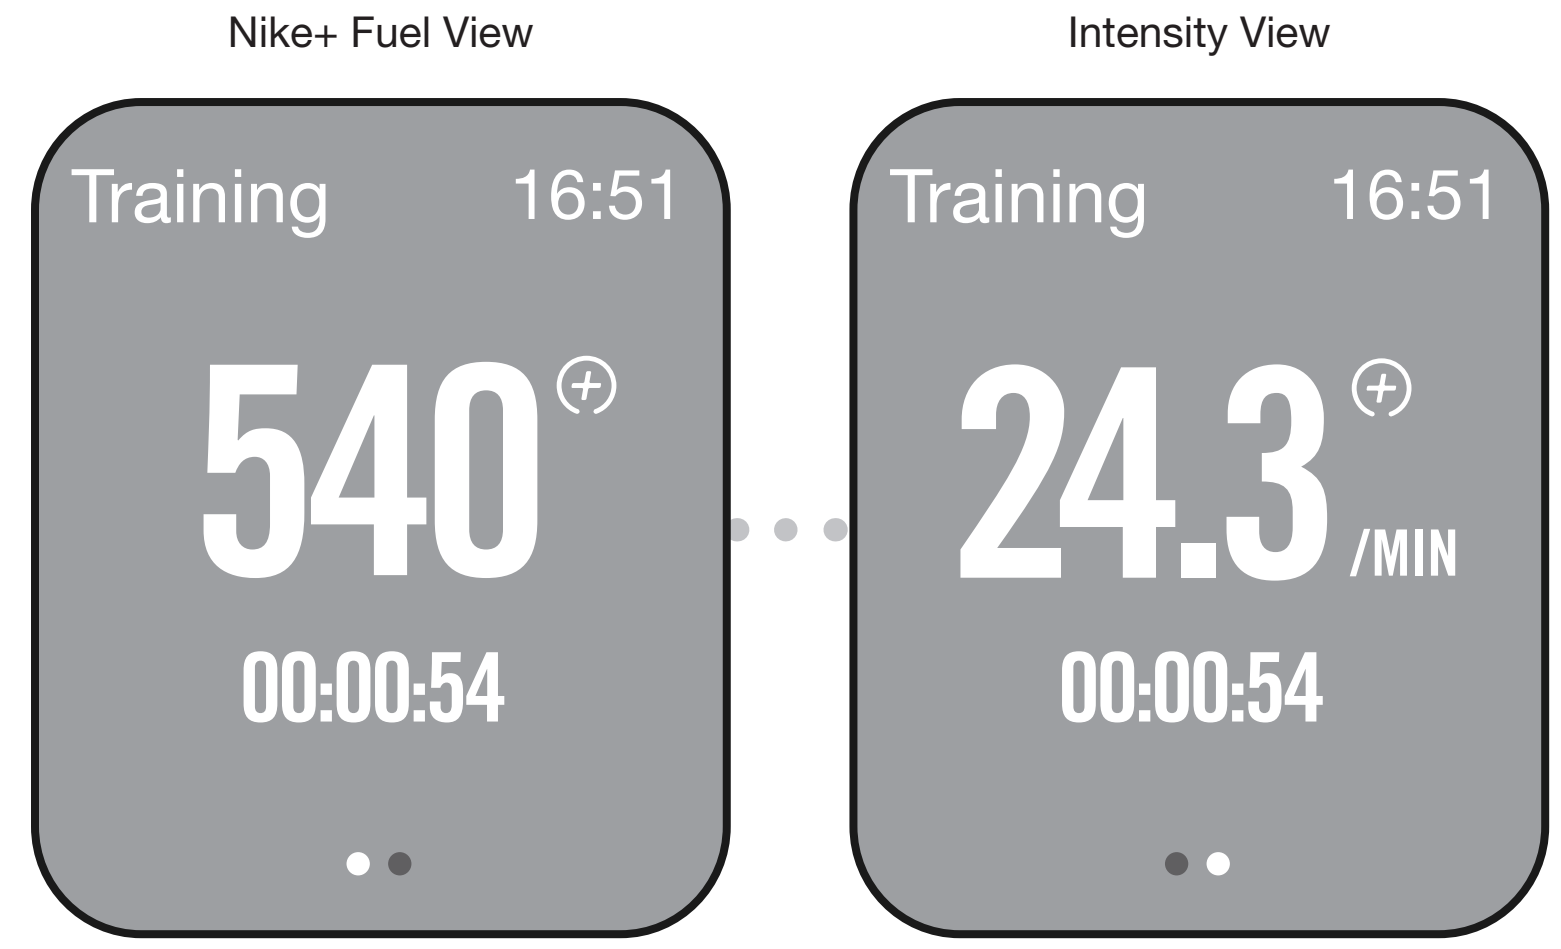 Nike+ Fuel View
Training 16:51
540
00:00:54
Intensity View
Training 16:51
24.3 /MIN
00:00:54